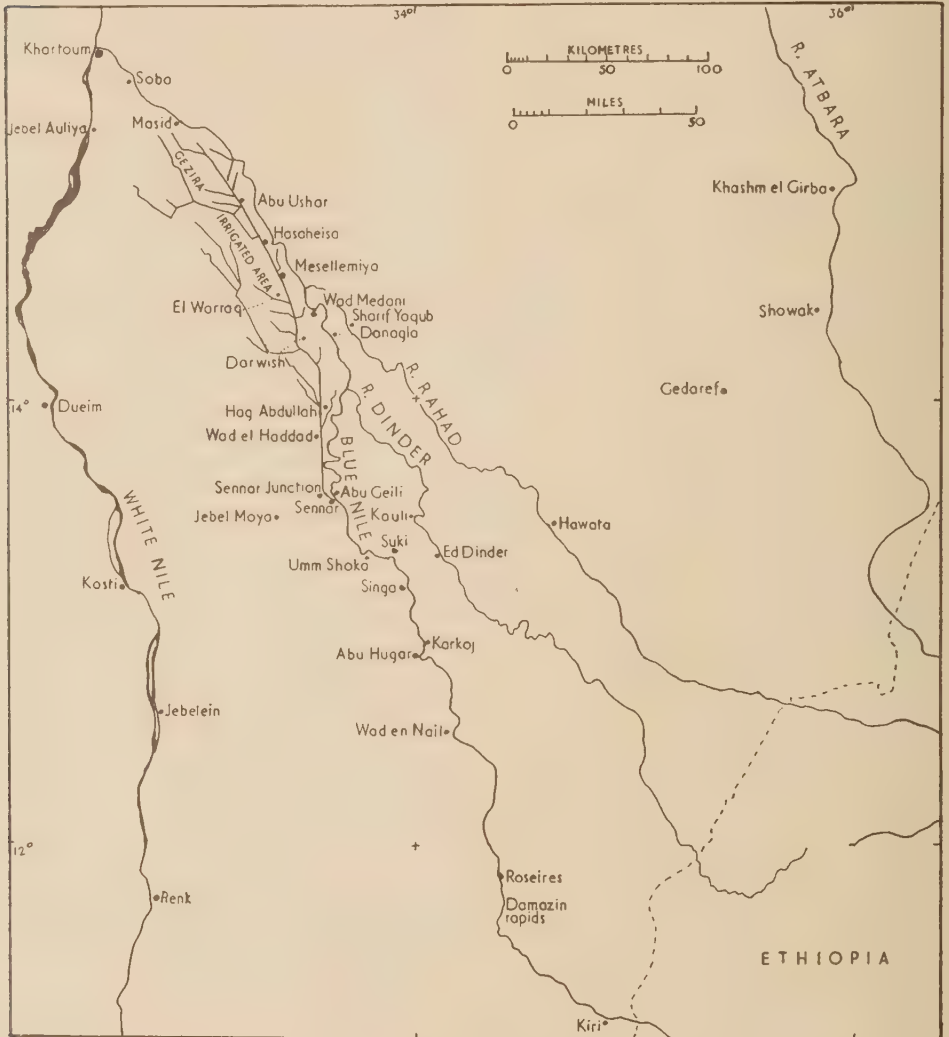 34°
36°
Khartoum
KILOMETRES
0 50 100
Soba
MILES
0 50
R. ATBARA
Jebel Auliya
Masid
GEZIRA
IRRIGATED AREA
Khashm el Girba
Abu Ushar
Hasaheisa
Mesellemiya
Wad Medani
Sharif Yaqub
El Warraq
Danagla
Showak
Darwish
R. RAHAD
Gedaref
14°
Dueim
R. DINDER
Hag Abdullah
Wad el Haddad
BLUE NILE
Sennar Junction
Abu Geili
Sennar
WHITE NILE
Jebel Moya
Kauli
Hawata
Suki
Umm Shoka
Ed Dinder
Kosti
Singa
Karkoj
Abu Hugar
Jebelein
Wad en Nail
12°
Roseires
Renk
Damazin
rapids
ETHIOPIA
Kiri